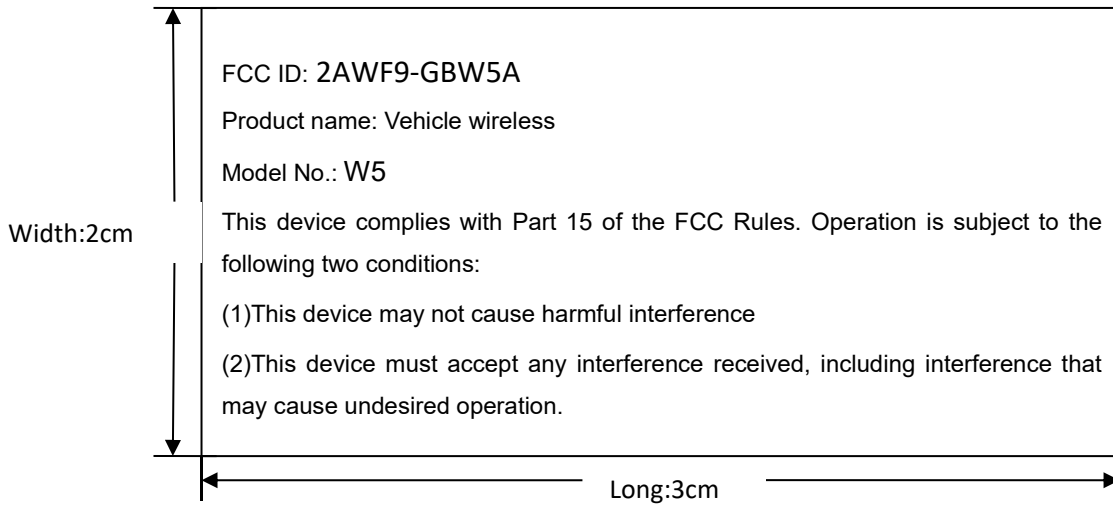 FCC ID: 2AWF9-GBW5A
Product name: Vehicle wireless
Model No.: W5
This device complies with Part 15 of the FCC Rules. Operation is subject to the
following two conditions:
(1)This device may not cause harmful interference
(2)This device must accept any interference received, including interference that
may cause undesired operation.
Width:2cm
Long:3cm